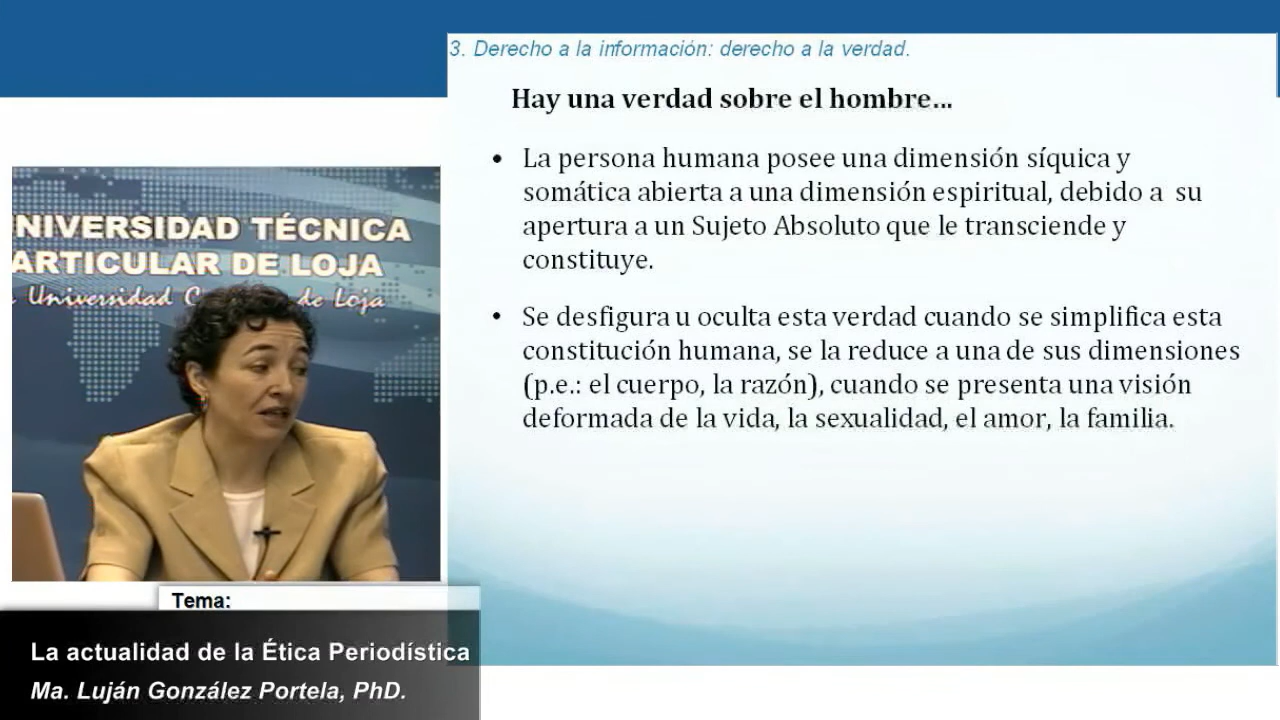 3. Derecho a la información: derecho a la verdad.
Hay una verdad sobre el hombre...
• La persona humana posee una dimensión síquica y
somática abierta a una dimensión espiritual, debido a su
apertura a un Sujeto Absoluto que le transciende y
constituye.
• Se desfigura u oculta esta verdad cuando se simplifica esta
constitución humana, se la reduce a una de sus dimensiones
(p.e.: el cuerpo, la razón), cuando se presenta una visión
deformada de la vida, la sexualidad, el amor, la familia.
NIVERSIDAD TÉCNICA
ARTICULAR DE LOJA
Universidad C de Loja
Tema:
La actualidad de la Ética Periodística
Ma. Luján González Portela, PhD.